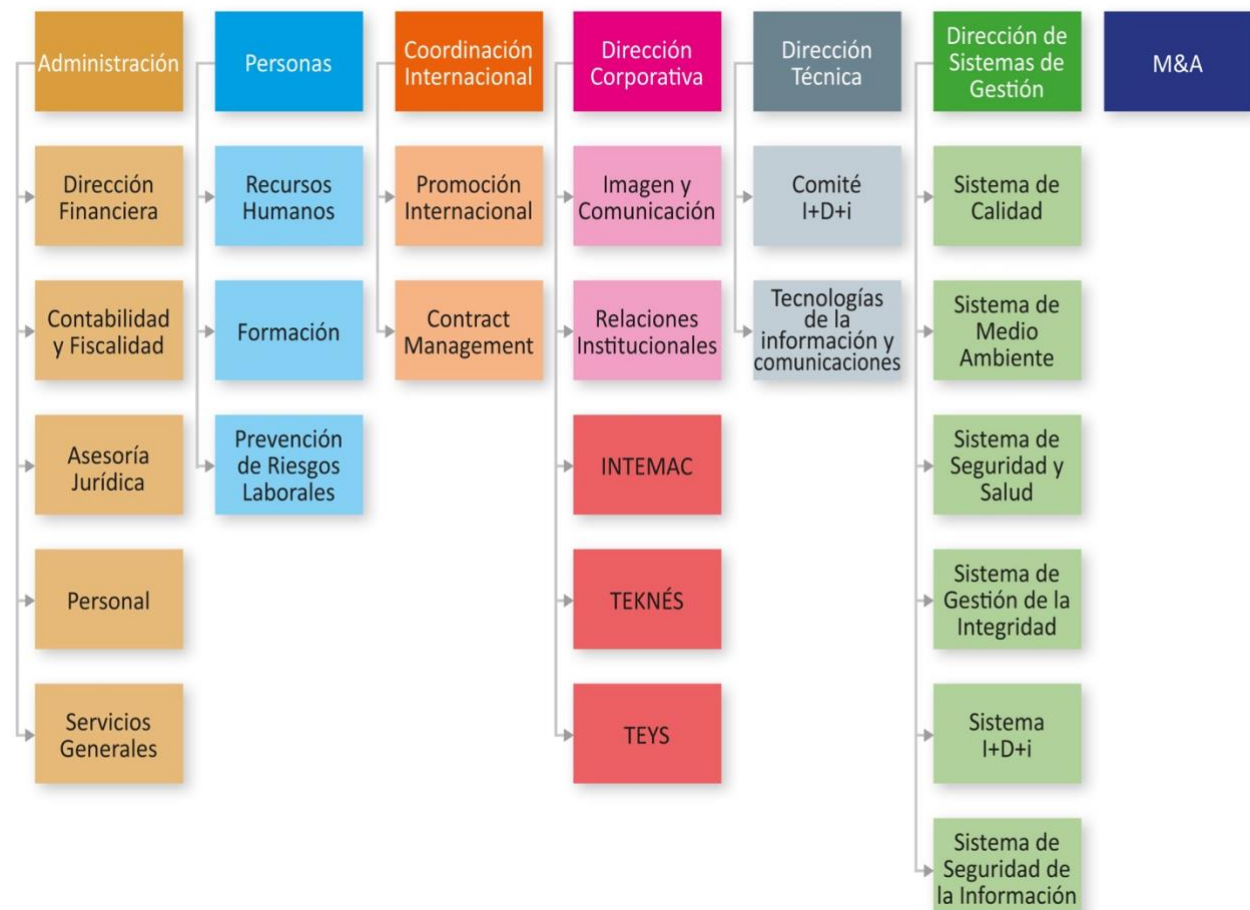 Administración
Dirección
Financiera
Contabilidad
y Fiscalidad
Asesoría
Jurídica
Personal
Servicios
Generales
Personas
Recursos
Humanos
Formación
Prevención
de Riesgos
Laborales
Coordinación
Internacional
Promoción
Internacional
Contract
Management
Dirección
Corporativa
Imagen y
Comunicación
Relaciones
Institucionales
INTEMAC
TEKNÉS
TEYS
Dirección
Técnica
Comité
I+D+i
Tecnologías
de la
información y
comunicaciones
Dirección de
Sistemas de
Gestión
Sistema de
Calidad
Sistema de
Medio
Ambiente
Sistema de
Seguridad y
Salud
Sistema de
Gestión de la
Integridad
Sistema
I+D+i
Sistema de
Seguridad de
la Información
M&A